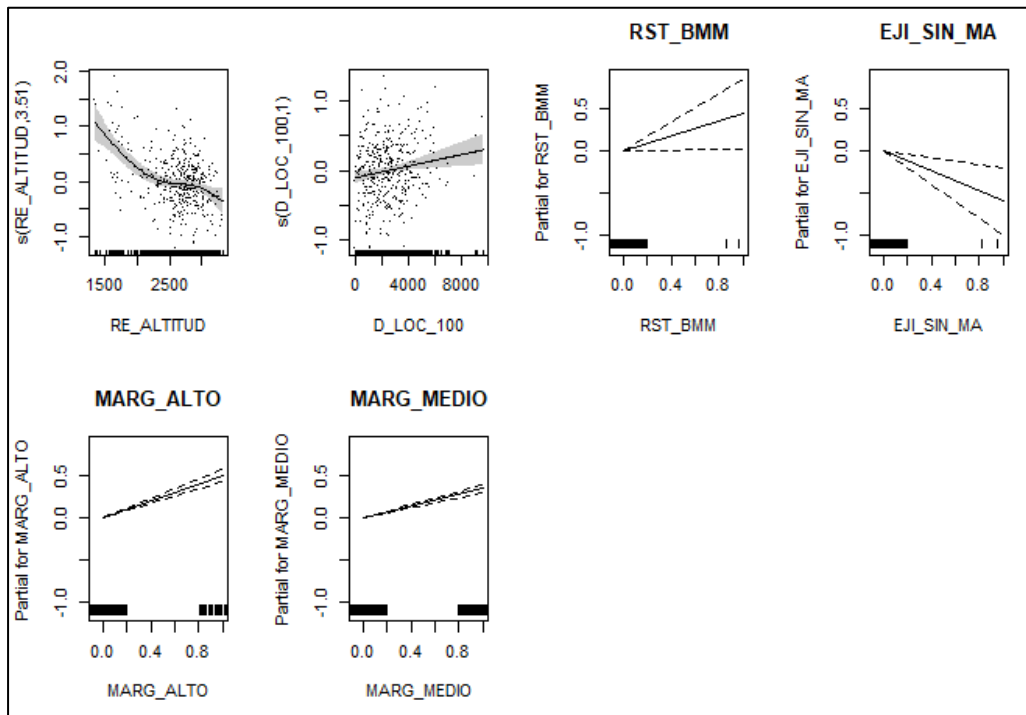 s(RE_ALTITUD,3.51)
2.0
1.0
0.0
-1.0
1500 2500
RE_ALTITUD
s(D_LOC_100,1)
1.0
0.0
-1.0
0 4000 8000
D_LOC_100
RST_BMM
Partial for RST_BMM
0.5
0.0
-1.0
0.0 0.4 0.8
RST_BMM
EJI_SIN_MA
Partial for EJI_SIN_MA
0.5
0.0
-1.0
0.0 0.4 0.8
EJI_SIN_MA
MARG_ALTO
Partial for MARG_ALTO
0.5
0.0
-1.0
0.0 0.4 0.8
MARG_ALTO
MARG_MEDIO
Partial for MARG_MEDIO
0.5
0.0
-1.0
0.0 0.4 0.8
MARG_MEDIO